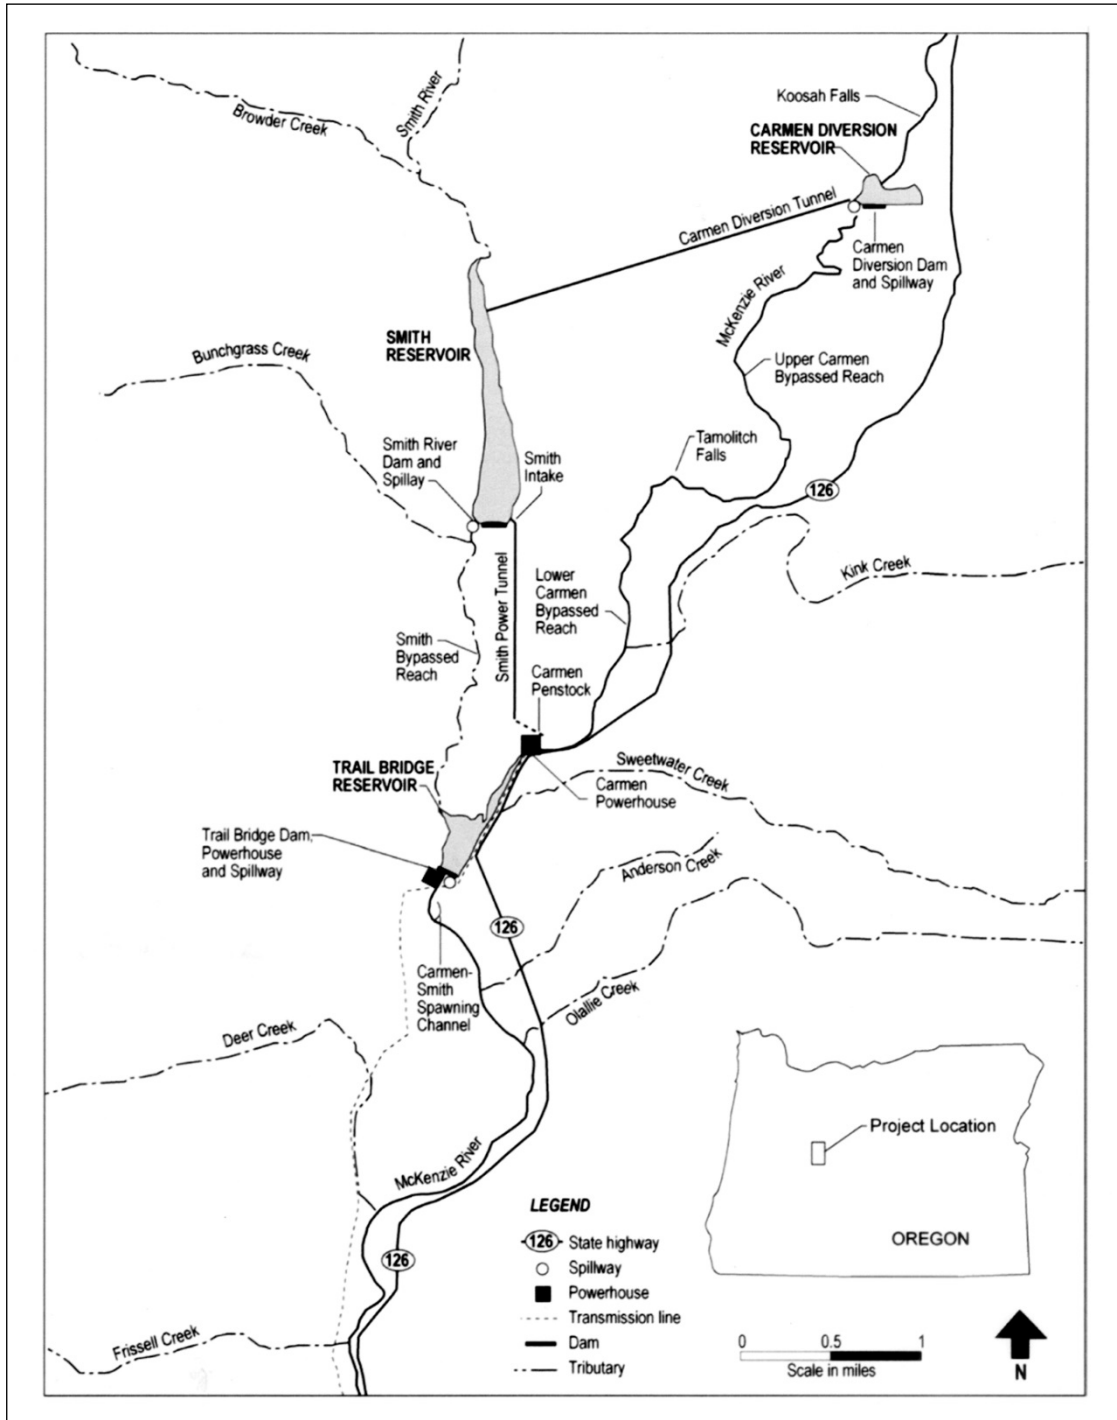 Koosah Falls
CARMEN DIVERSION
RESERVOIR
Smith River
Browder Creek
Carmen Diversion Tunnel
Carmen
Diversion Dam
and Spillway
McKenzie River
SMITH
RESERVOIR
Bunchgrass Creek
Upper Carmen
Bypassed Reach
Tamolitch
Falls
Smith River
Dam and
Spillay
Smith
Intake
126
Kink Creek
Smith Power Tunnel
Lower
Carmen
Bypassed
Reach
Smith
Bypassed
Reach
Carmen
Penstock
TRAIL BRIDGE
RESERVOIR
Sweetwater Creek
Carmen
Powerhouse
Trail Bridge Dam,
Powerhouse
and Spillway
Anderson Creek
126
Carmen-
Smith
Spawning
Channel
Olallie Creek
Deer Creek
Project Location
OREGON
McKenzie River
126
Frissell Creek
LEGEND
126 State highway
Spillway
Powerhouse
Transmission line
Dam
Tributary
0 0.5 1
Scale in miles
N